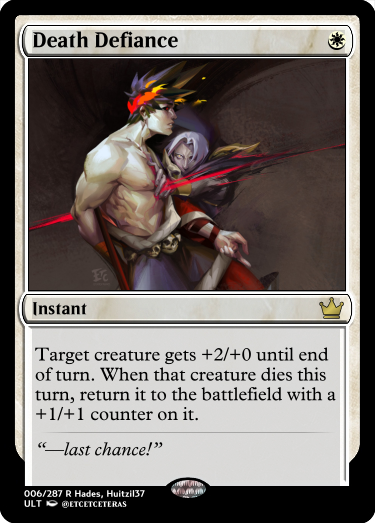 Death Defiance
Instant
Target creature gets +2/+0 until end
of turn. When that creature dies this
turn, return it to the battlefield with a
+1/+1 counter on it.
“—last chance!”
006/287 R Hades, Huitzil37
ULT @ETCETCETERAS